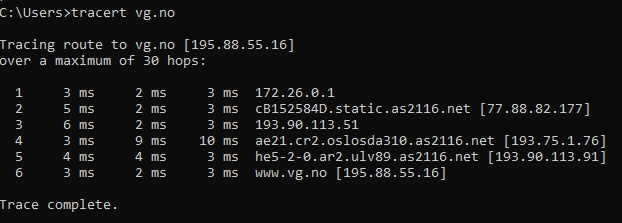 C:\Users>tracert vg.no
Tracing route to vg.no [195.88.55.16]
over a maximum of 30 hops:
1 3 ms 2 ms 3 ms 172.26.0.1
2 5 ms 2 ms 3 ms cB152584D.static.as2116.net [77.88.82.177]
3 6 ms 2 ms 3 ms 193.90.113.51
4 3 ms 9 ms 10 ms ae21.cr2.oslosda310.as2116.net [193.75.1.76]
5 4 ms 4 ms 3 ms he5-2-0.ar2.ulv89.as2116.net [193.90.113.91]
6 3 ms 2 ms 3 ms www.vg.no [195.88.55.16]
Trace complete.